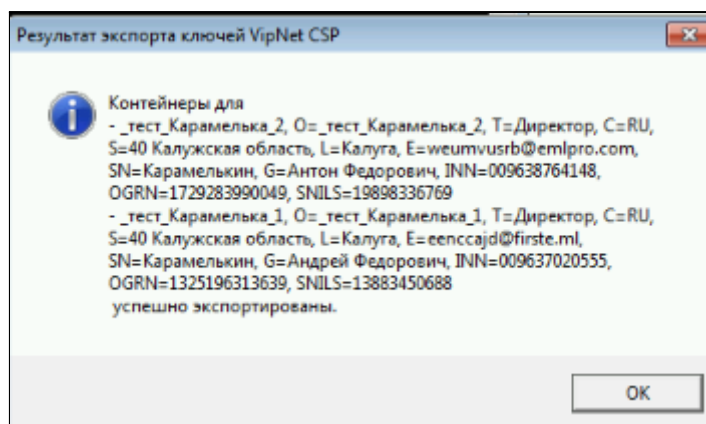 Результат экспорта ключей VipNet CSP
Контейнеры для
- _тест_Карамелька_2, O=_тест_Карамелька_2, T=Директор, C=RU,
S=40 Калужская область, L=Калуга, E=weumvusrb@emlpro.com,
SN=Карамелькин, G=Антон Федорович, INN=009638764148,
OGRN=1729283990049, SNILS=19898336769
- _тест_Карамелька_1, O=_тест_Карамелька_1, T=Директор, C=RU,
S=40 Калужская область, L=Калуга, E=eenccajd@firste.ml,
SN=Карамелькин, G=Андрей Федорович, INN=009637020555,
OGRN=1325196313639, SNILS=13883450688
успешно экспортированы.
OK